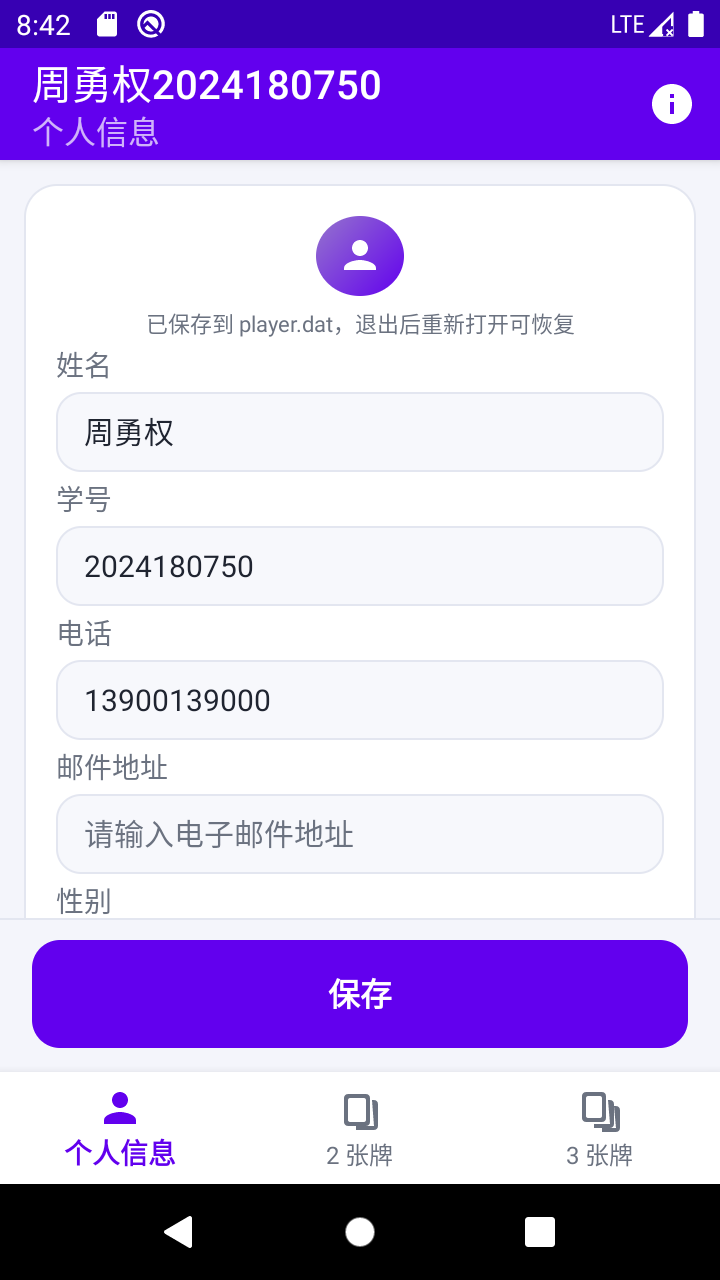 8:42
LTE
周勇权2024180750
个人信息
已保存到 player.dat，退出后重新打开可恢复
姓名
周勇权
学号
2024180750
电话
13900139000
邮件地址
请输入电子邮件地址
性别
保存
个人信息
2 张牌
3 张牌